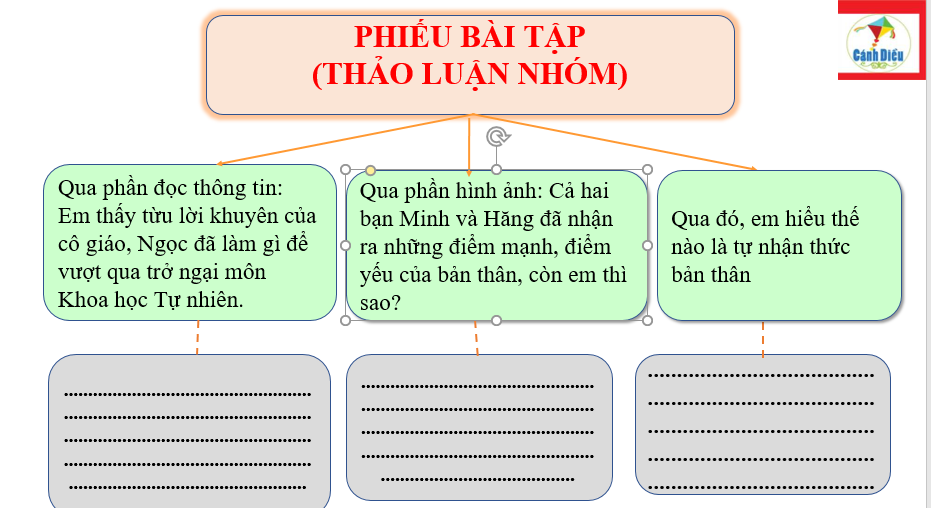 PHIẾU BÀI TẬP
(THẢO LUẬN NHÓM)
Cánh Diều
Qua phần đọc thông tin:
Em thấy từu lời khuyên của
cô giáo, Ngọc đã làm gì để
vượt qua trở ngại môn
Khoa học Tự nhiên.
Qua phần hình ảnh: Cả hai
bạn Minh và Hăng đã nhận
ra những điểm mạnh, điểm
yếu của bản thân, còn em thì
sao?
Qua đó, em hiểu thế
nào là tự nhận thức
bản thân